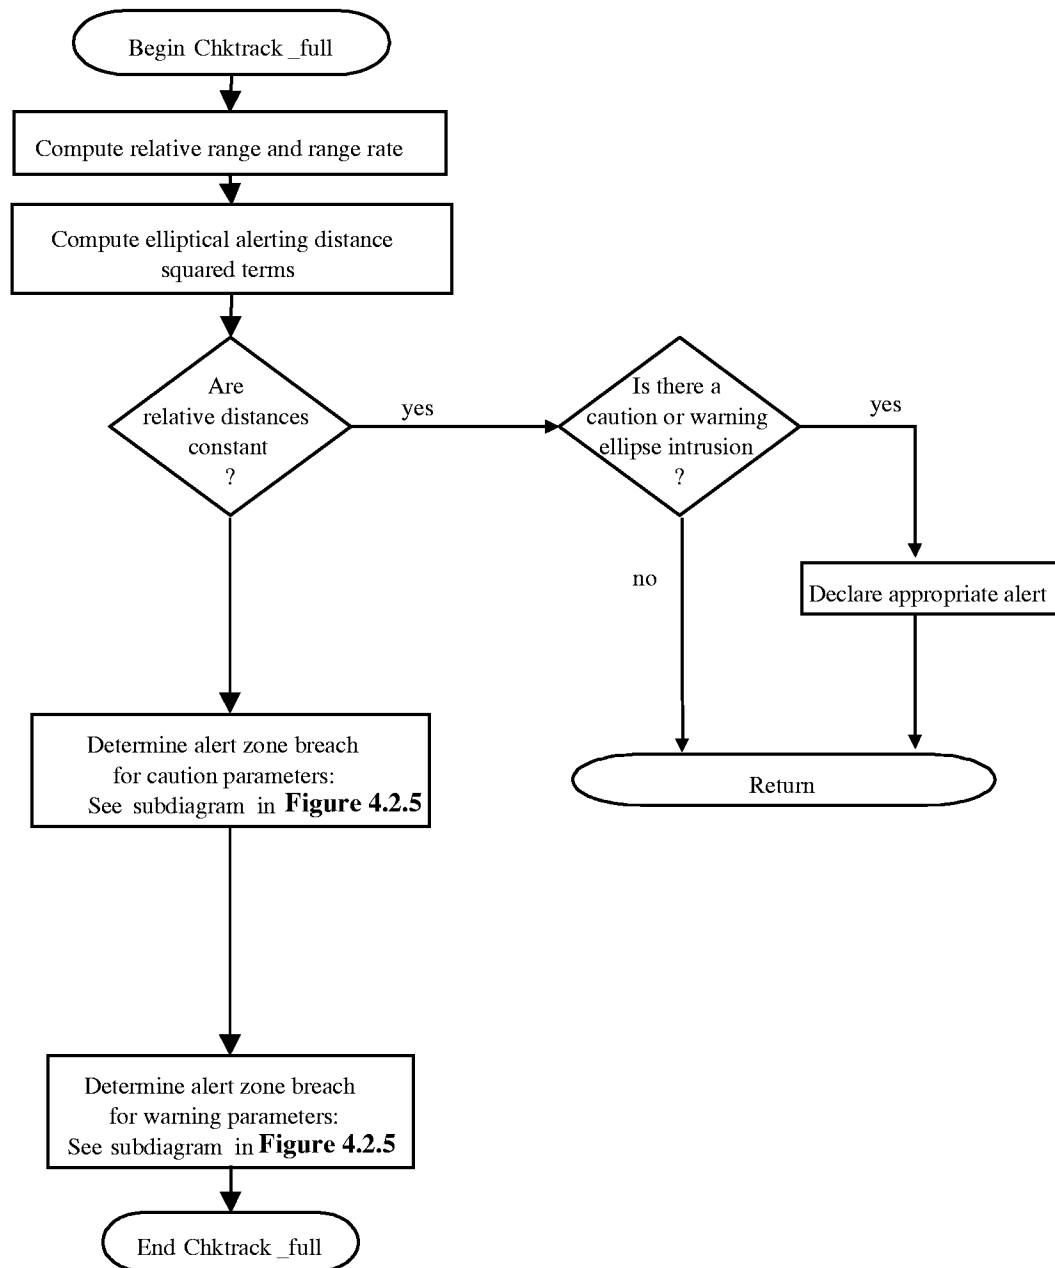 Begin Chktrack _full
Compute relative range and range rate
Compute elliptical alerting distance
squared terms
Are
relative distances
constant
?
yes
Is there a
caution or warning
ellipse intrusion
?
yes
no
Declare appropriate alert
Determine alert zone breach
for caution parameters:
See subdiagram in Figure 4.2.5
Return
Determine alert zone breach
for warning parameters:
See subdiagram in Figure 4.2.5
End Chktrack _full